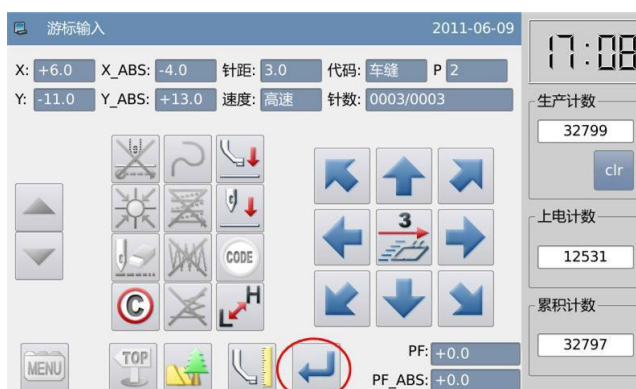 游标输入 2011-06-09
17:08
X: +6.0 X_ABS: -4.0 针距: 3.0 代码: 车缝 P 2
Y: -11.0 Y_ABS: +13.0 速度: 高速 针数: 0003/0003
生产计数
32799
clr
上电计数
12531
累积计数
32797
3
CODE
C
L H
MENU
TOP
PF: +0.0
PF_ABS: +0.0